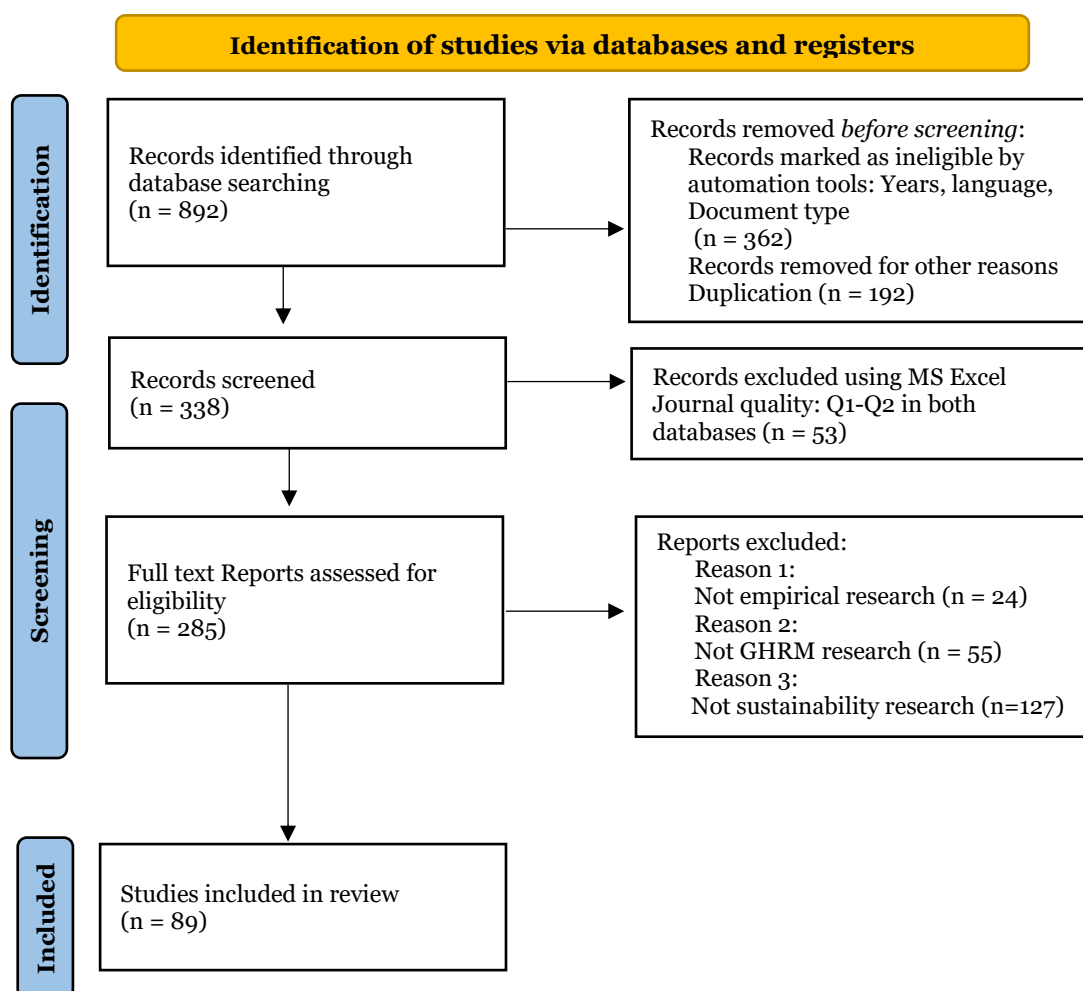 Identification of studies via databases and registers
Identification
Records identified through
database searching
(n = 892)
Records removed before screening:
Records marked as ineligible by
automation tools: Years, language,
Document type
(n = 362)
Records removed for other reasons
Duplication (n = 192)
Records screened
(n = 338)
Records excluded using MS Excel
Journal quality: Q1-Q2 in both
databases (n = 53)
Screening
Full text Reports assessed for
eligibility
(n = 285)
Reports excluded:
Reason 1:
Not empirical research (n = 24)
Reason 2:
Not GHRM research (n = 55)
Reason 3:
Not sustainability research (n=127)
Included
Studies included in review
(n = 89)